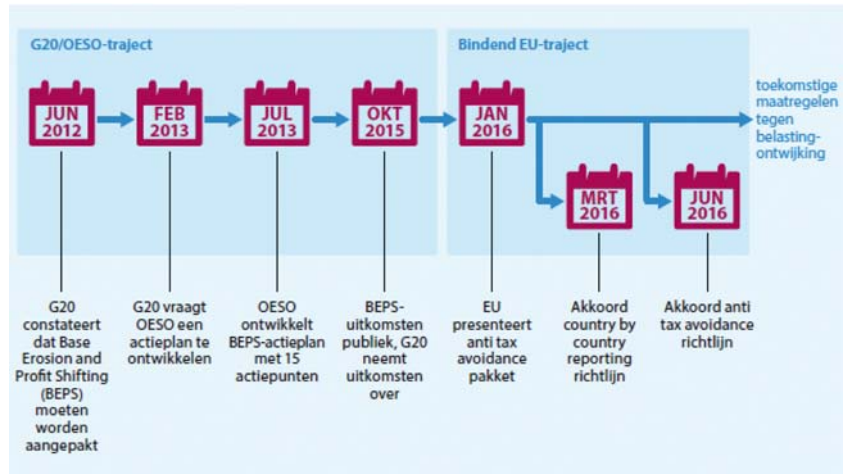 G20/OESO-traject
Bindend EU-traject
JUN
2012
FEB
2013
JUL
2013
OKT
2015
JAN
2016
toekomstige
maatregelen
tegen
belasting-
ontwijking
MRT
2016
JUN
2016
G20
constateert
dat Base
Erosion and
Profit Shifting
(BEPS)
moeten
worden
aangepakt
G20 vraagt
OESO een
actieplan te
ontwikkelen
OESO
ontwikkelt
BEPS-actieplan
met 15
actiepunten
BEPS-
uitkomsten
publiek, G20
neemt
uitkomsten
over
EU
presenteert
anti tax
avoidance
pakket
Akkoord
country by
country
reporting
richtlijn
Akkoord anti
tax avoidance
richtlijn